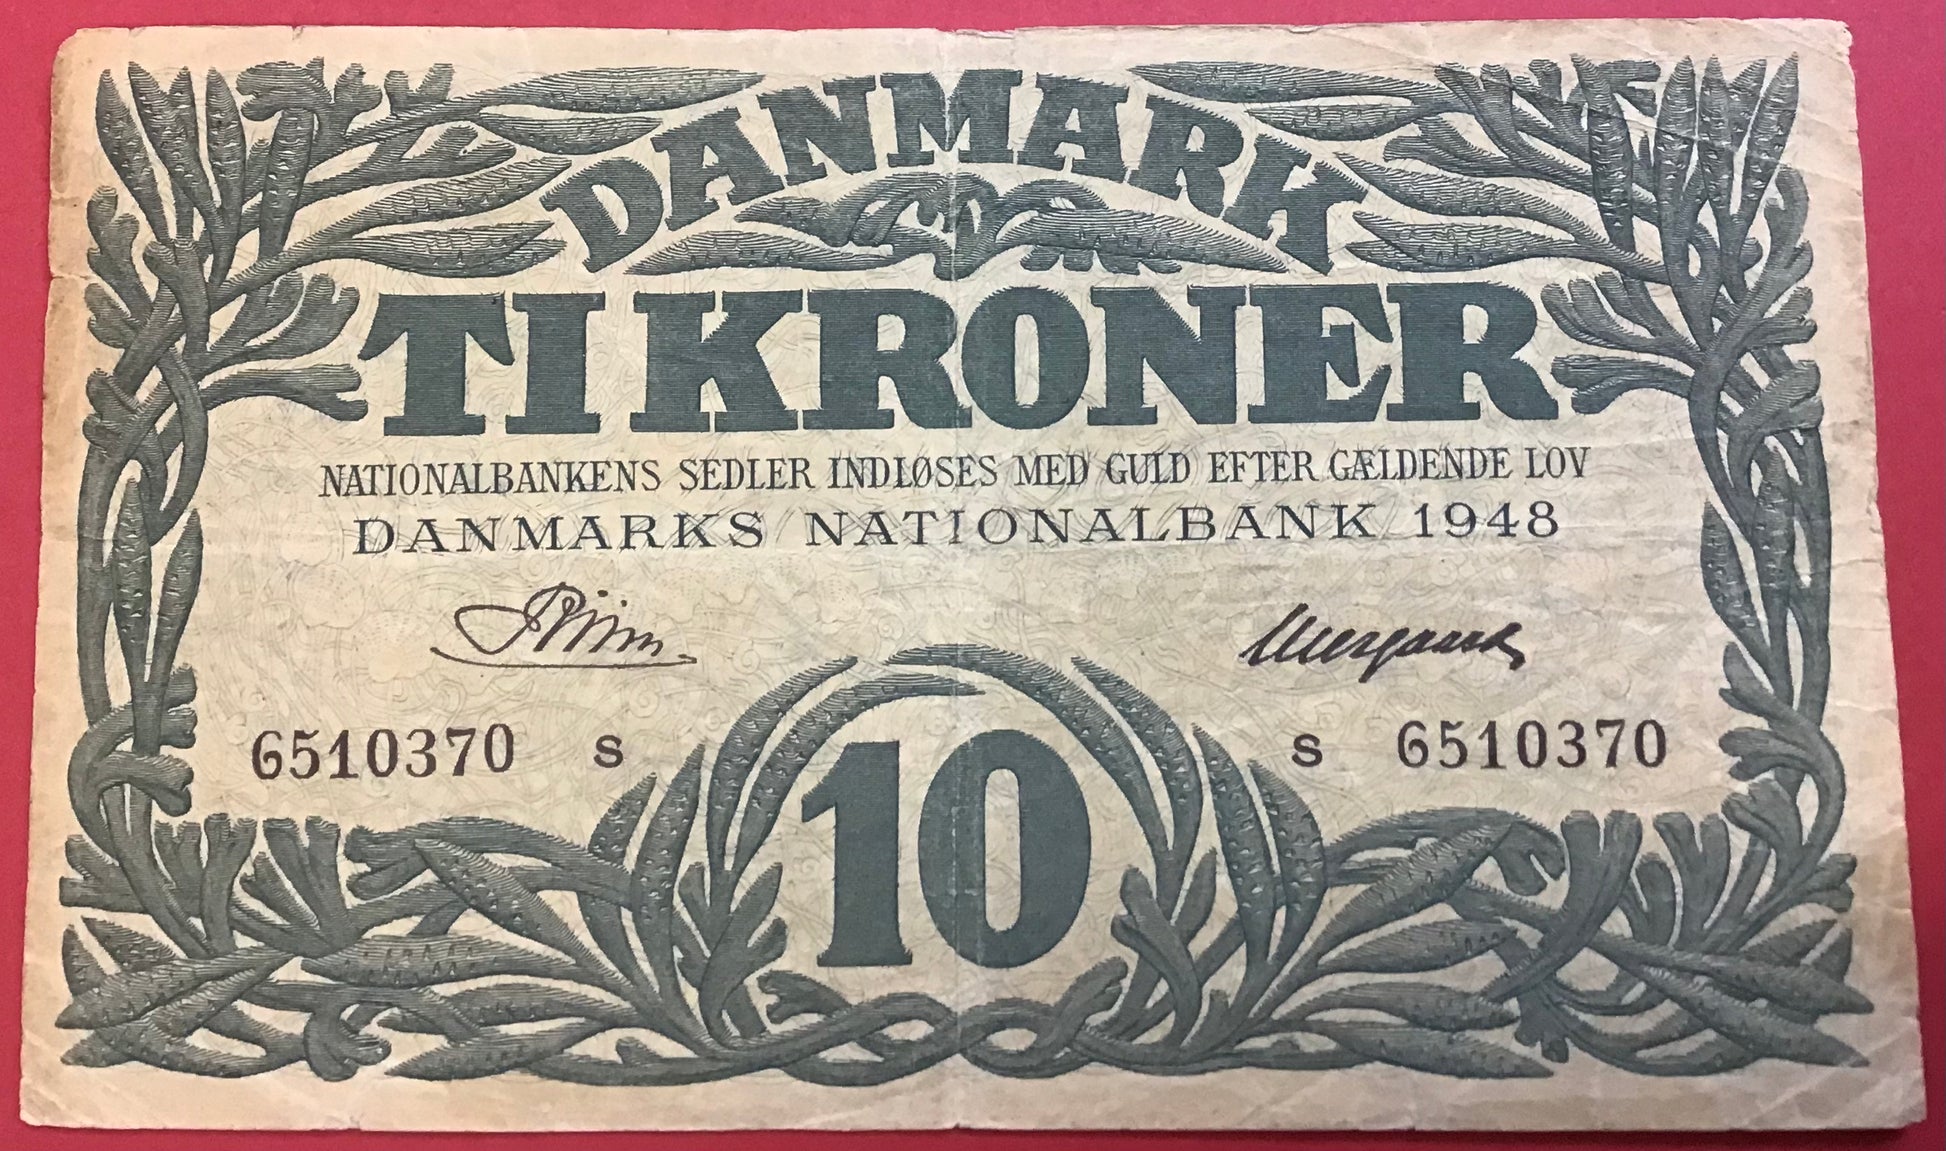 DANMARK
TI KRONER
NATIONALBANKENS SEDLER INDLØSES MED GULD EFTER GÆLDENDE LOV
DANMARKS NATIONALBANK 1948
6510370 S S 6510370
10